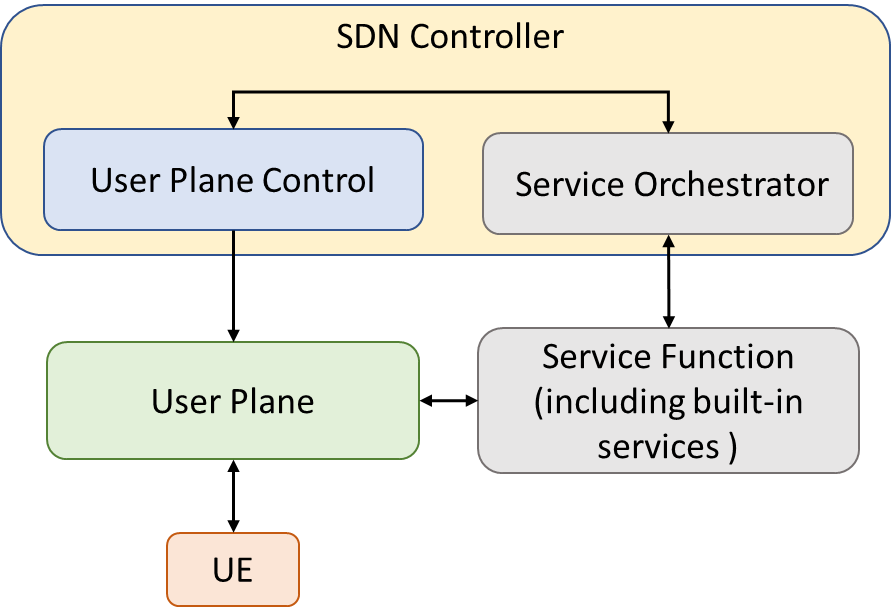 SDN Controller
User Plane Control
Service Orchestrator
Service Function
(including built-in
services )
User Plane
UE